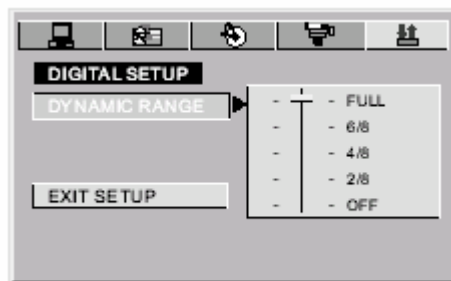 DIGITAL SETUP
DYNAMIC RANGE
- - FULL
- - 6/8
- - 4/8
- - 2/8
- - OFF
EXIT SETUP